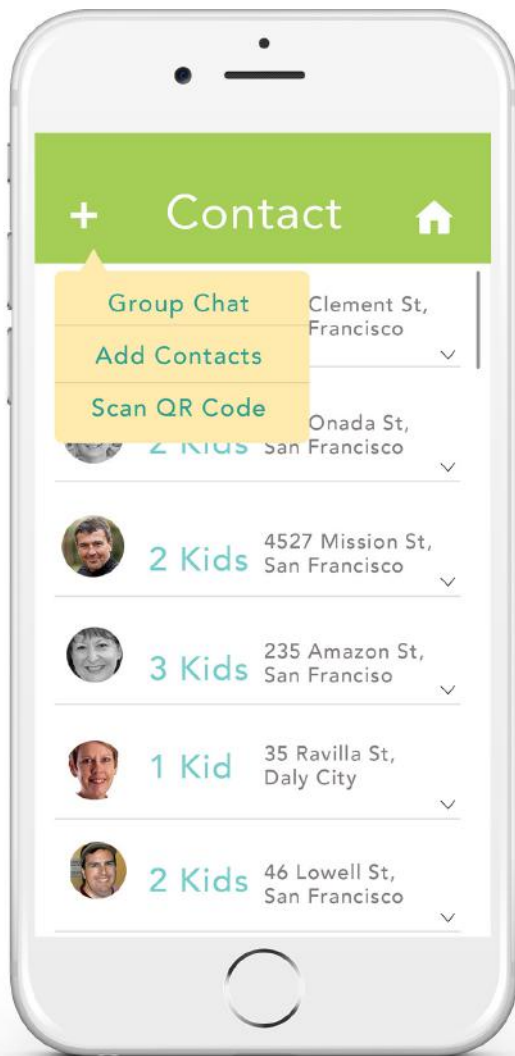 + Contact
Group Chat
Add Contacts
Scan QR Code
Clement St,
Francisco
2 Kids
Onada St,
San Francisco
2 Kids
4527 Mission St,
San Francisco
3 Kids
235 Amazon St,
San Franciso
1 Kid
35 Ravilla St,
Daly City
2 Kids
46 Lowell St,
San Francisco